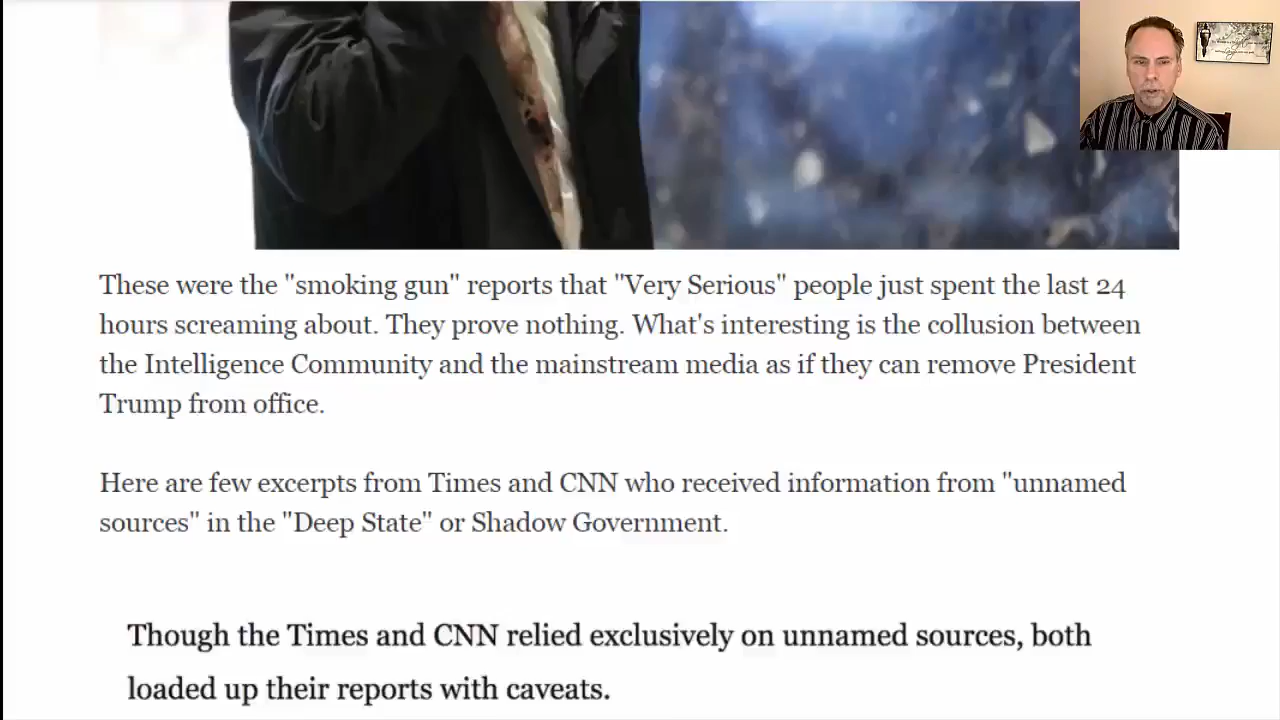 These were the "smoking gun" reports that "Very Serious" people just spent the last 24
hours screaming about. They prove nothing. What's interesting is the collusion between
the Intelligence Community and the mainstream media as if they can remove President
Trump from office.
Here are few excerpts from Times and CNN who received information from "unnamed
sources" in the "Deep State" or Shadow Government.
Though the Times and CNN relied exclusively on unnamed sources, both
loaded up their reports with caveats.